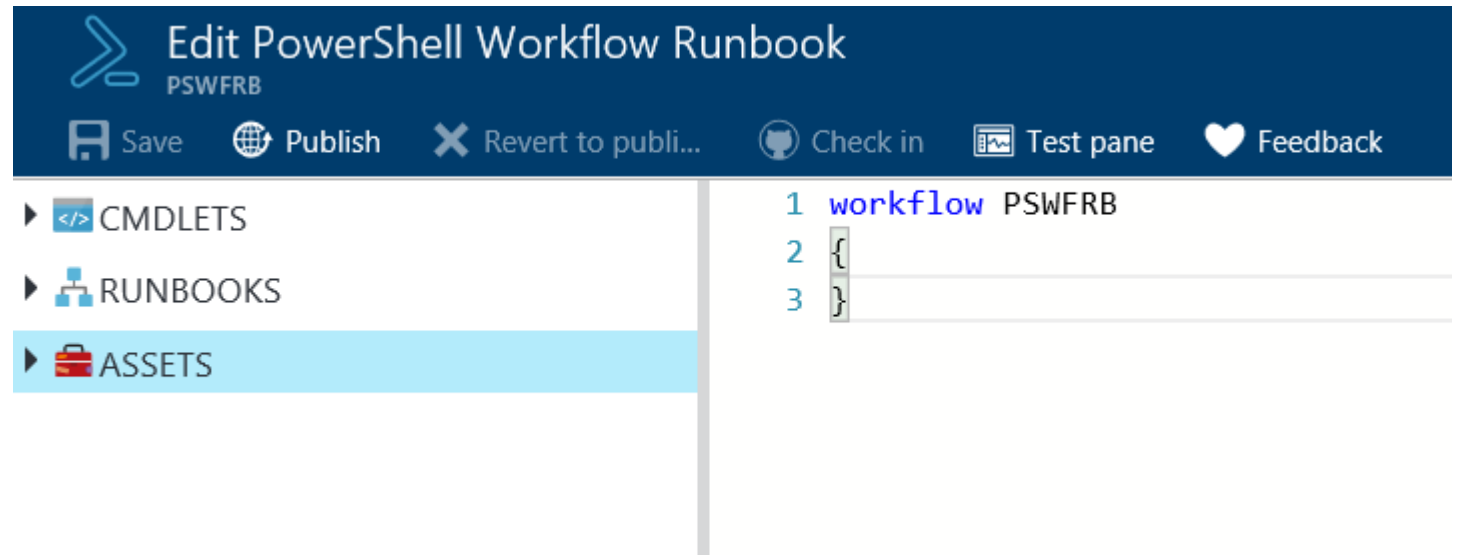 Edit PowerShell Workflow Runbook
PSWFRB
Save Publish Revert to publi... Check in Test pane Feedback
CMDLETS
RUNBOOKS
ASSETS
1 workflow PSWFRB
2 {
3 }